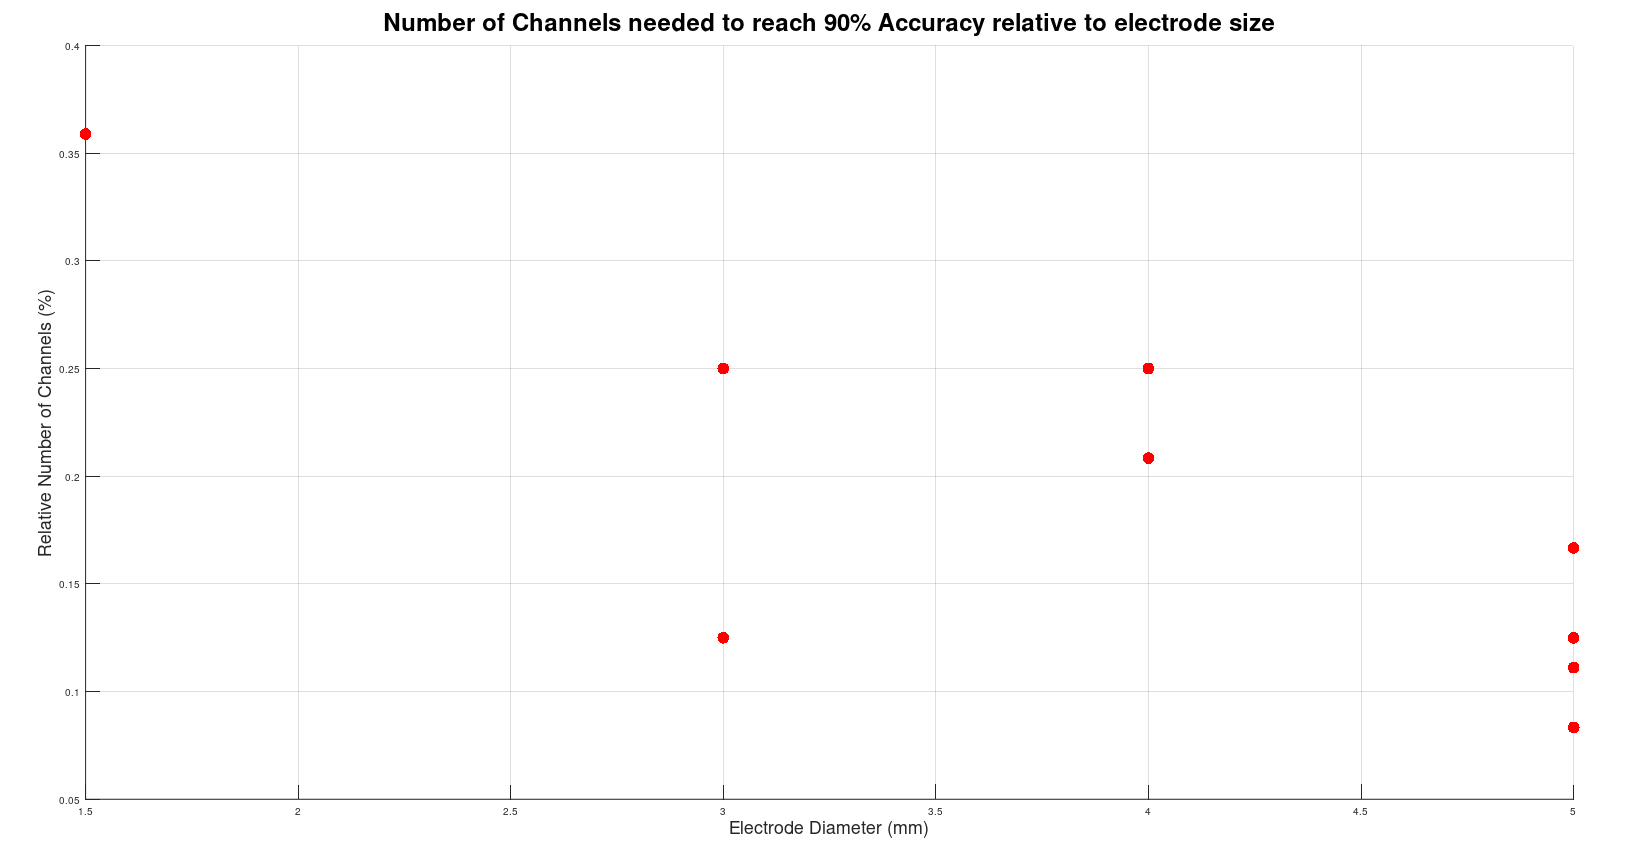 Number of Channels needed to reach 90% Accuracy relative to electrode size
0.4
0.35
0.3
0.25
0.2
0.15
0.1
0.05
Relative Number of Channels (%)
1.5 2 2.5 3 3.5 4 4.5 5
Electrode Diameter (mm)